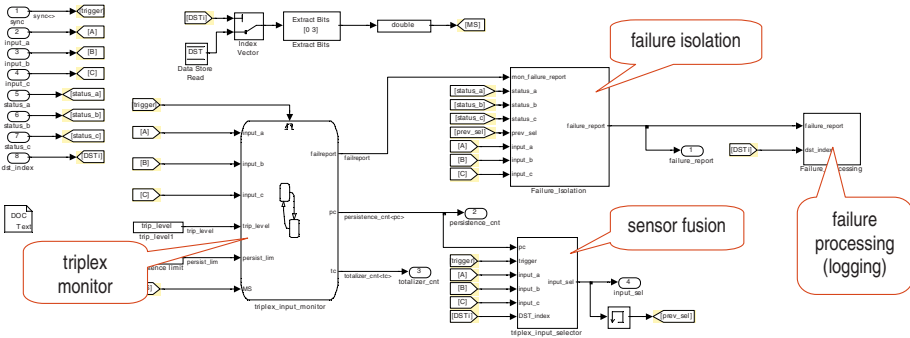 1
sync
sync<>
[trigger]
2
input_a
[A]
3
input_b
[B]
4
input_c
[C]
5
status_a
[status_a]
6
status_b
[status_b]
7
status_c
[status_c]
8
dst_index
[DSTi]
DOC
Text
[DSTi]
DST
Data Store
Read
Index
Vector
Extract Bits
[0 3]
Extract Bits
double
[MS]
[trigger]
[A]
[B]
[C]
trip_level
trip_level1
trip_level
persist_lim
input_a
input_b
input_c
trip_level
persist_lim
MS
failreport
pc
tc
triplex_input_monitor
failreport
persistence_cnt<pc>
2
persistence_cnt
totalizer_cnt<tc>
3
totalizer_cnt
triplex
monitor
[status_a]
[status_b]
[status_c]
[prev_sel]
[A]
[B]
[C]
mon_failure_report
status_a
status_b
status_c
prev_sel
input_a
input_b
input_c
failure_report
Failure_Isolation
failure isolation
1
failure_report
[DSTi]
failure_report
dst_index
failure
processing
(logging)
sensor fusion
[trigger]
[A]
[B]
[C]
[DSTi]
pc
trigger
input_a
input_b
input_c
DST_index
input_sel
triplex_input_selector
4
input_sel
[prev_sel]